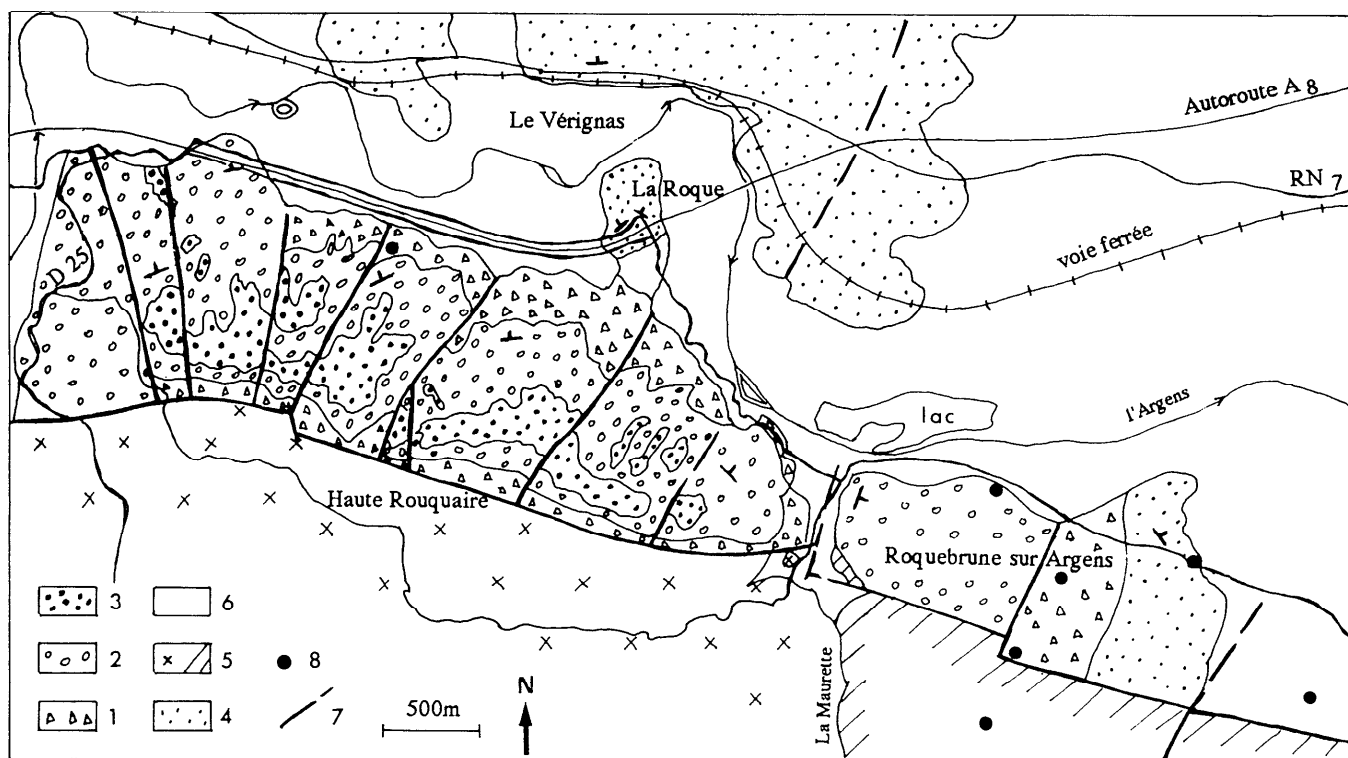 Autoroute A 8
Le Vérignas
La Roque
RN 7
voie ferrée
D 25
lac
l'Argens
Haute Rouquaire
Roquebrune sur Argens
La Maurette
3 6
2 5 8
1 4 7
N
500m